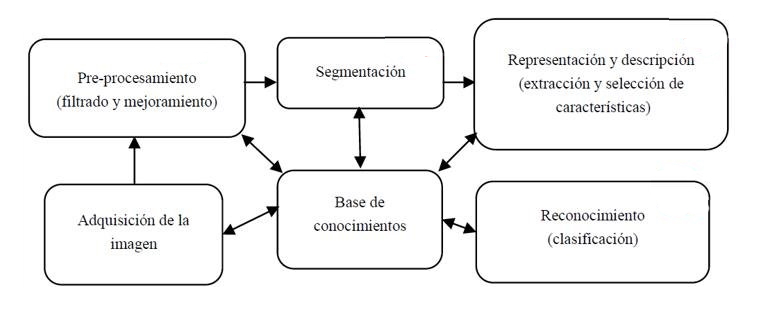 Pre-procesamiento
(filtrado y mejoramiento)
Segmentación
Representación y descripción
(extracción y selección de
características)
Adquisición de la
imagen
Base de
conocimientos
Reconocimiento
(clasificación)